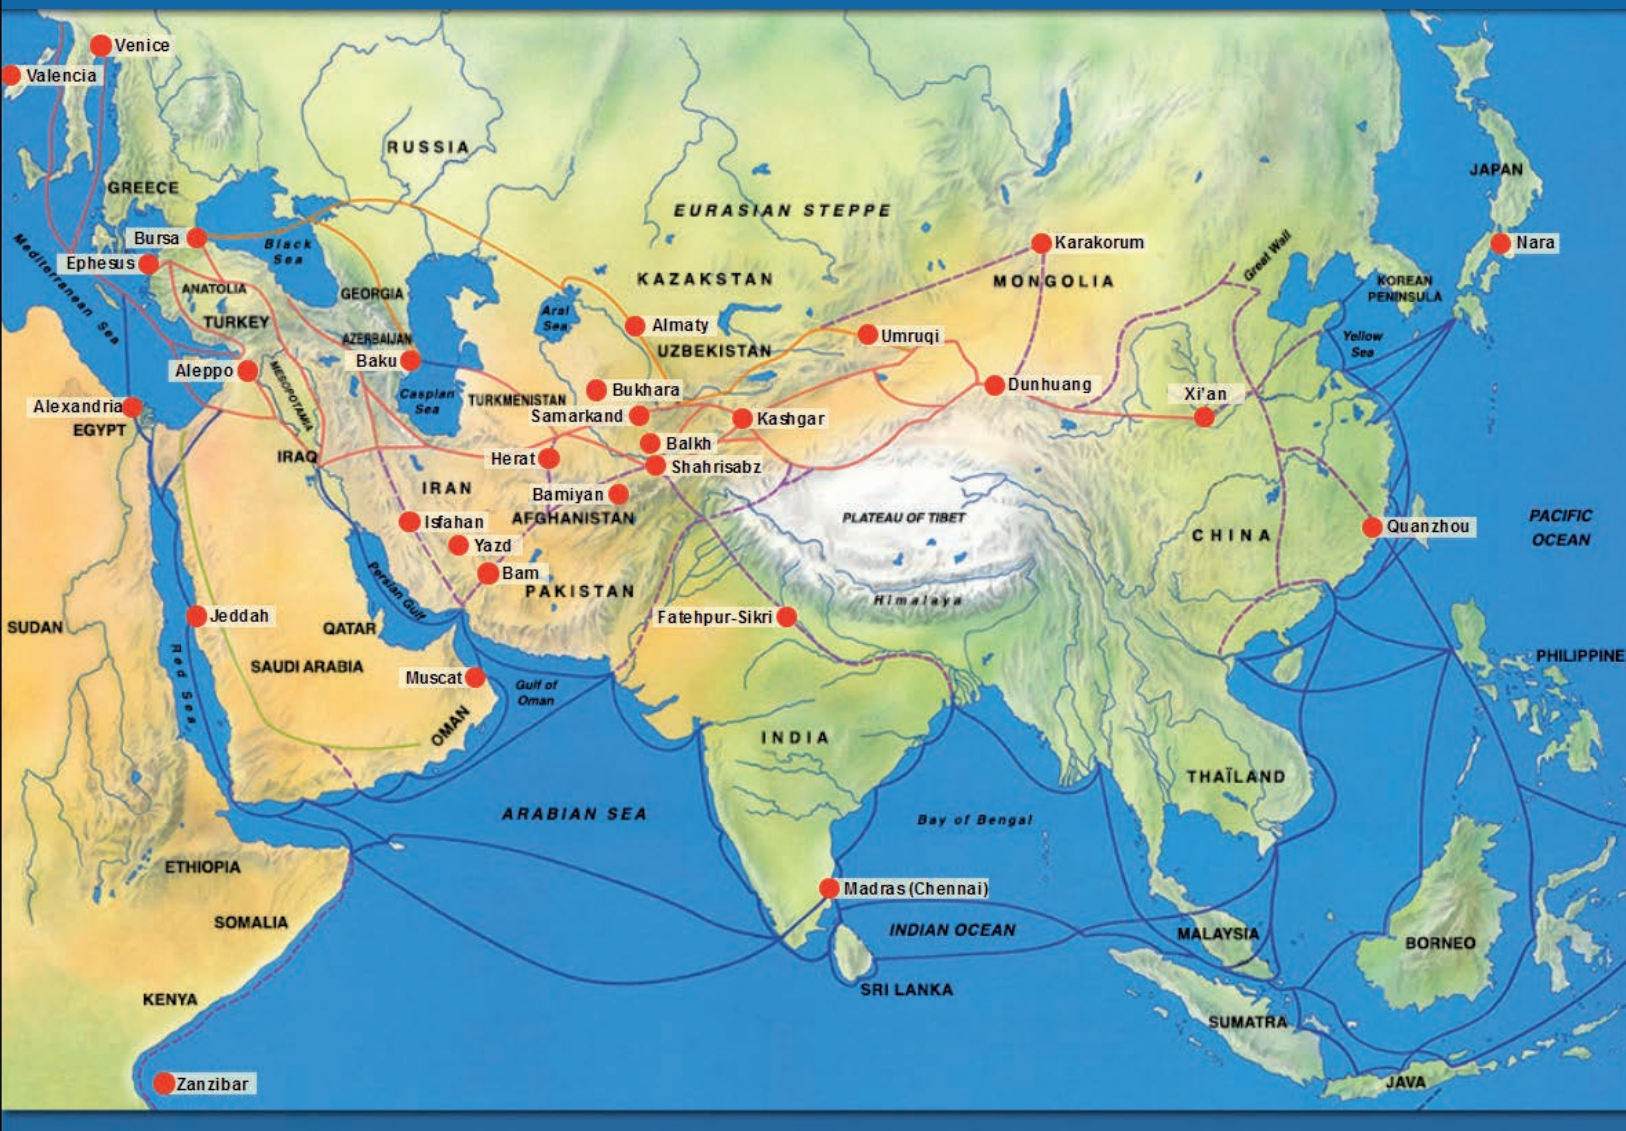 Venice
Valencia
RUSSIA
JAPAN
GREECE
EURASIAN STEPPE
Bursa
Black
Sea
Karakorum
Nara
Great Wall
Mediterranean Sea
Ephesus
ANATOLIA
GEORGIA
KAZAKSTAN
MONGOLIA
KOREAN
PENINSULA
TURKEY
Aral
Sea
Almaty
Umruqi
AZERBAIJAN
UZBEKISTAN
Yellow
Sea
Baku
Aleppo
MESOPOTAMIA
Caspian
Sea
TURKMENISTAN
Bukhara
Dunhuang
Xi'an
Alexandria
EGYPT
Samarkand
Kashgar
Balkh
IRAQ
Herat
Shahrisabz
IRAN
Bamiyan
AFGHANISTAN
PLATEAU OF TIBET
PACIFIC
OCEAN
Isfahan
Quanzhou
CHINA
Yazd
Bam
PAKISTAN
Persian Gulf
Himalaya
Jeddah
Fatehpur-Sikri
SUDAN
QATAR
Red Sea
SAUDI ARABIA
PHILIPPINE
Muscat
Gulf of
Oman
OMAN
INDIA
THAÏLAND
ARABIAN SEA
Bay of Bengal
ETHIOPIA
Madras (Chennai)
SOMALIA
INDIAN OCEAN
MALAYSIA
BORNEO
SRI LANKA
KENYA
SUMATRA
Zanzibar
JAVA